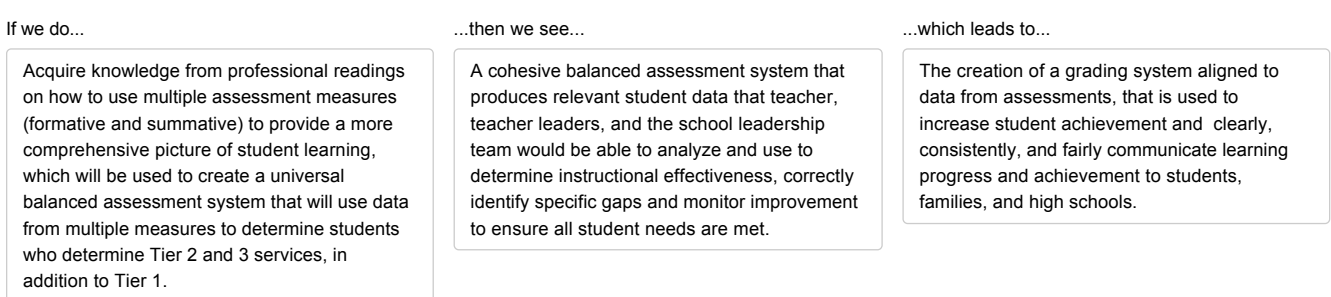 If we do...
Acquire knowledge from professional readings
on how to use multiple assessment measures
(formative and summative) to provide a more
comprehensive picture of student learning,
which will be used to create a universal
balanced assessment system that will use data
from multiple measures to determine students
who determine Tier 2 and 3 services, in
addition to Tier 1.
...then we see...
A cohesive balanced assessment system that
produces relevant student data that teacher,
teacher leaders, and the school leadership
team would be able to analyze and use to
determine instructional effectiveness, correctly
identify specific gaps and monitor improvement
to ensure all student needs are met.
...which leads to...
The creation of a grading system aligned to
data from assessments, that is used to
increase student achievement and  clearly,
consistently, and fairly communicate learning
progress and achievement to students,
families, and high schools.